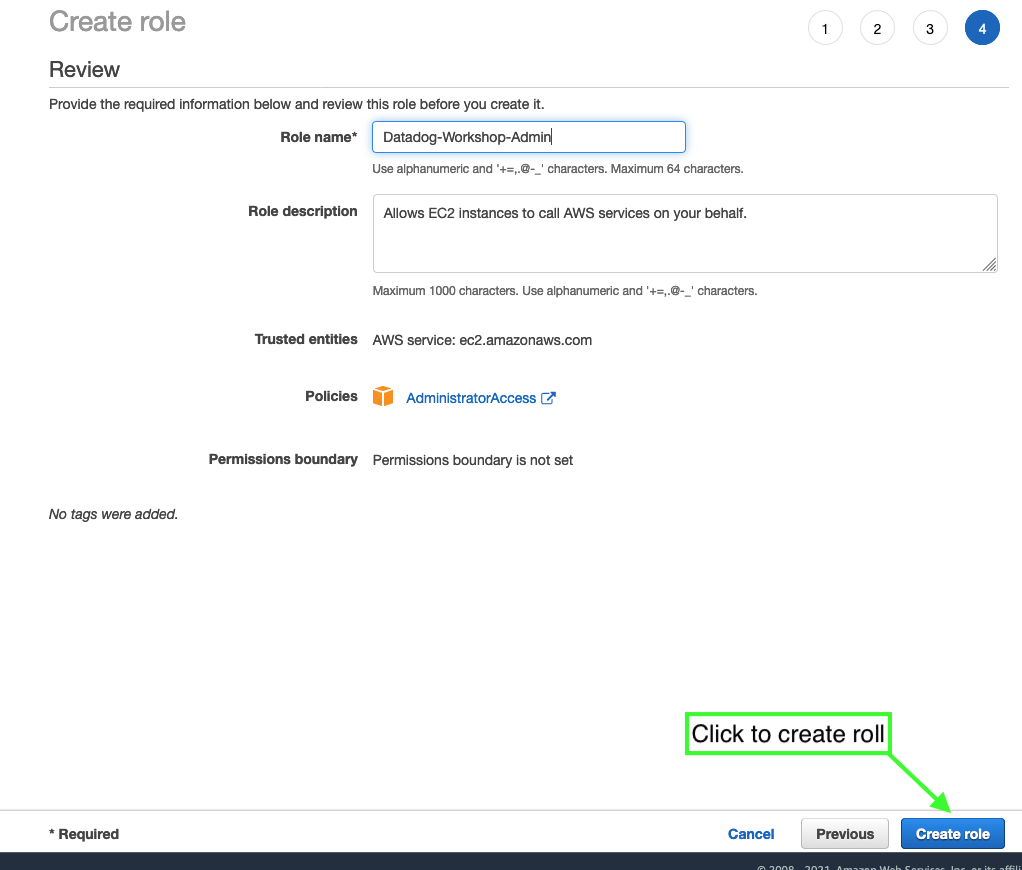 Create role
1 2 3 4
Review
Provide the required information below and review this role before you create it.
Role name* Datadog-Workshop-Admin
Use alphanumeric and '+=,.@-_' characters. Maximum 64 characters.
Role description Allows EC2 instances to call AWS services on your behalf.
Maximum 1000 characters. Use alphanumeric and '+=,.@-_' characters.
Trusted entities AWS service: ec2.amazonaws.com
Policies AdministratorAccess
Permissions boundary Permissions boundary is not set
No tags were added.
Click to create roll
* Required Cancel Previous Create role
© 2008 - 2021, Amazon Web Services, Inc. or its affili